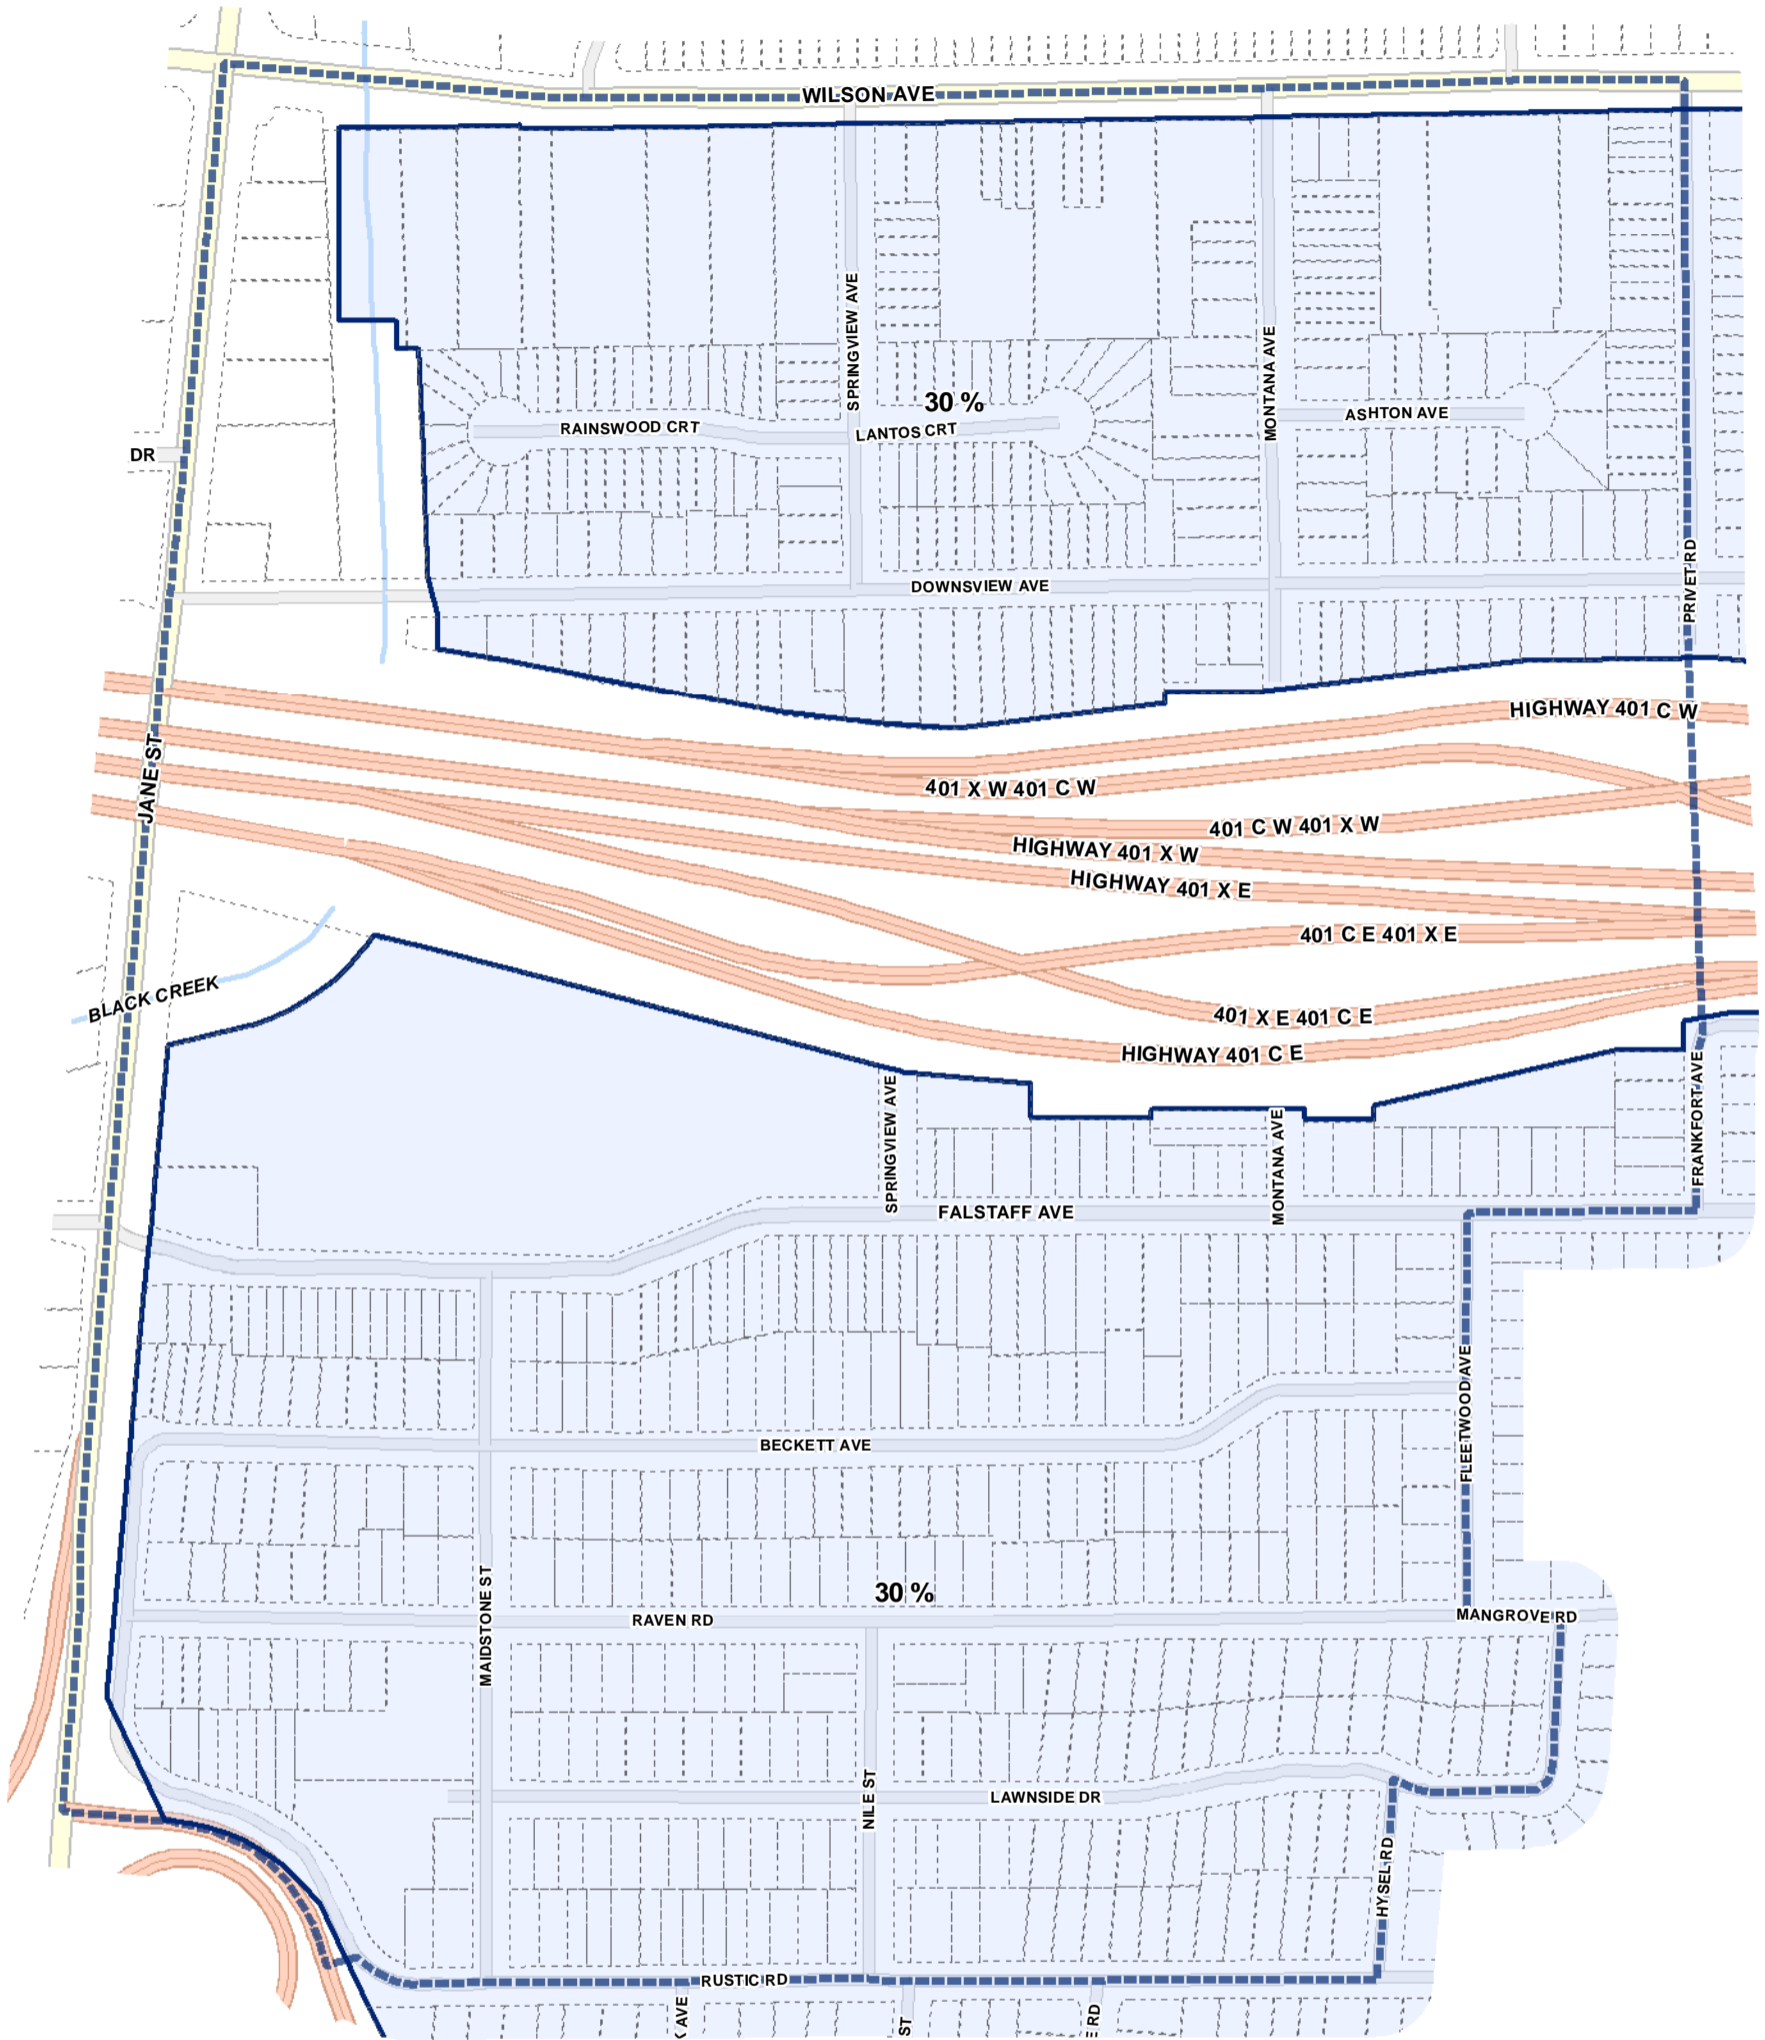 WILSON AVE
SPRINGVIEW AVE
MONTANA AVE
30 %
ASHTON AVE
RAINSWOOD CRT
LANTOS CRT
DR
DOWNSVIEW AVE
PRIVET RD
HIGHWAY 401 C W
JANE ST
401 X W 401 C W
401 C W 401 X W
HIGHWAY 401 X W
HIGHWAY 401 X E
401 C E 401 X E
BLACK CREEK
401 X E 401 C E
HIGHWAY 401 C E
SPRINGVIEW AVE
MONTANA AVE
FRANKFORT AVE
FALSTAFF AVE
FLEETWOOD AVE
BECKETT AVE
MAIDSTONE ST
30 %
RAVEN RD
MANGROVE RD
NILE ST
LAWNSIDE DR
HYSEL RD
RUSTIC RD
AVE
ST
RD